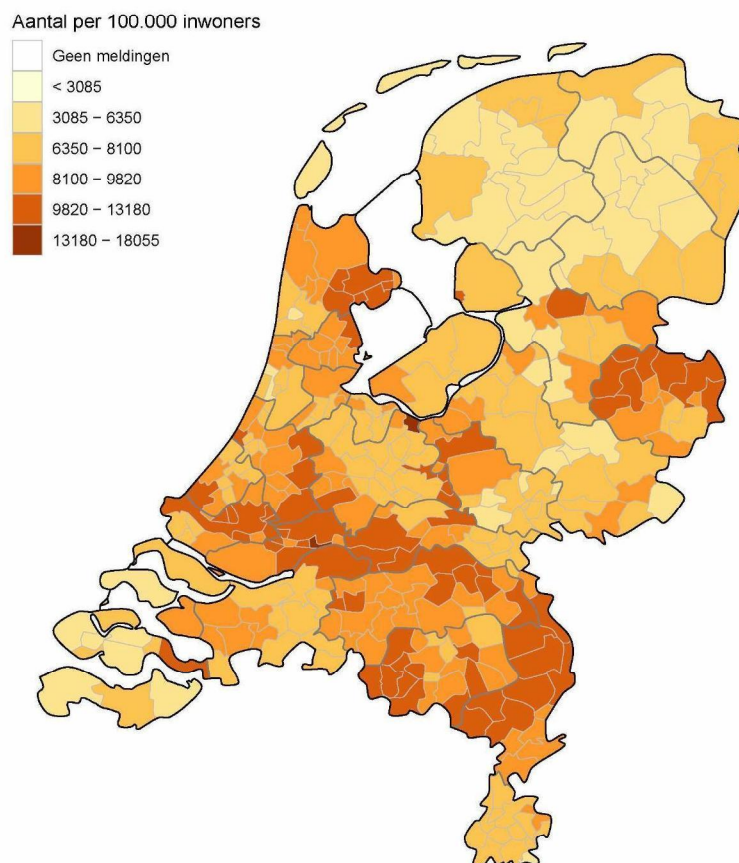 Aantal per 100.000 inwoners
Geen meldingen
< 3085
3085 – 6350
6350 – 8100
8100 – 9820
9820 – 13180
13180 – 18055